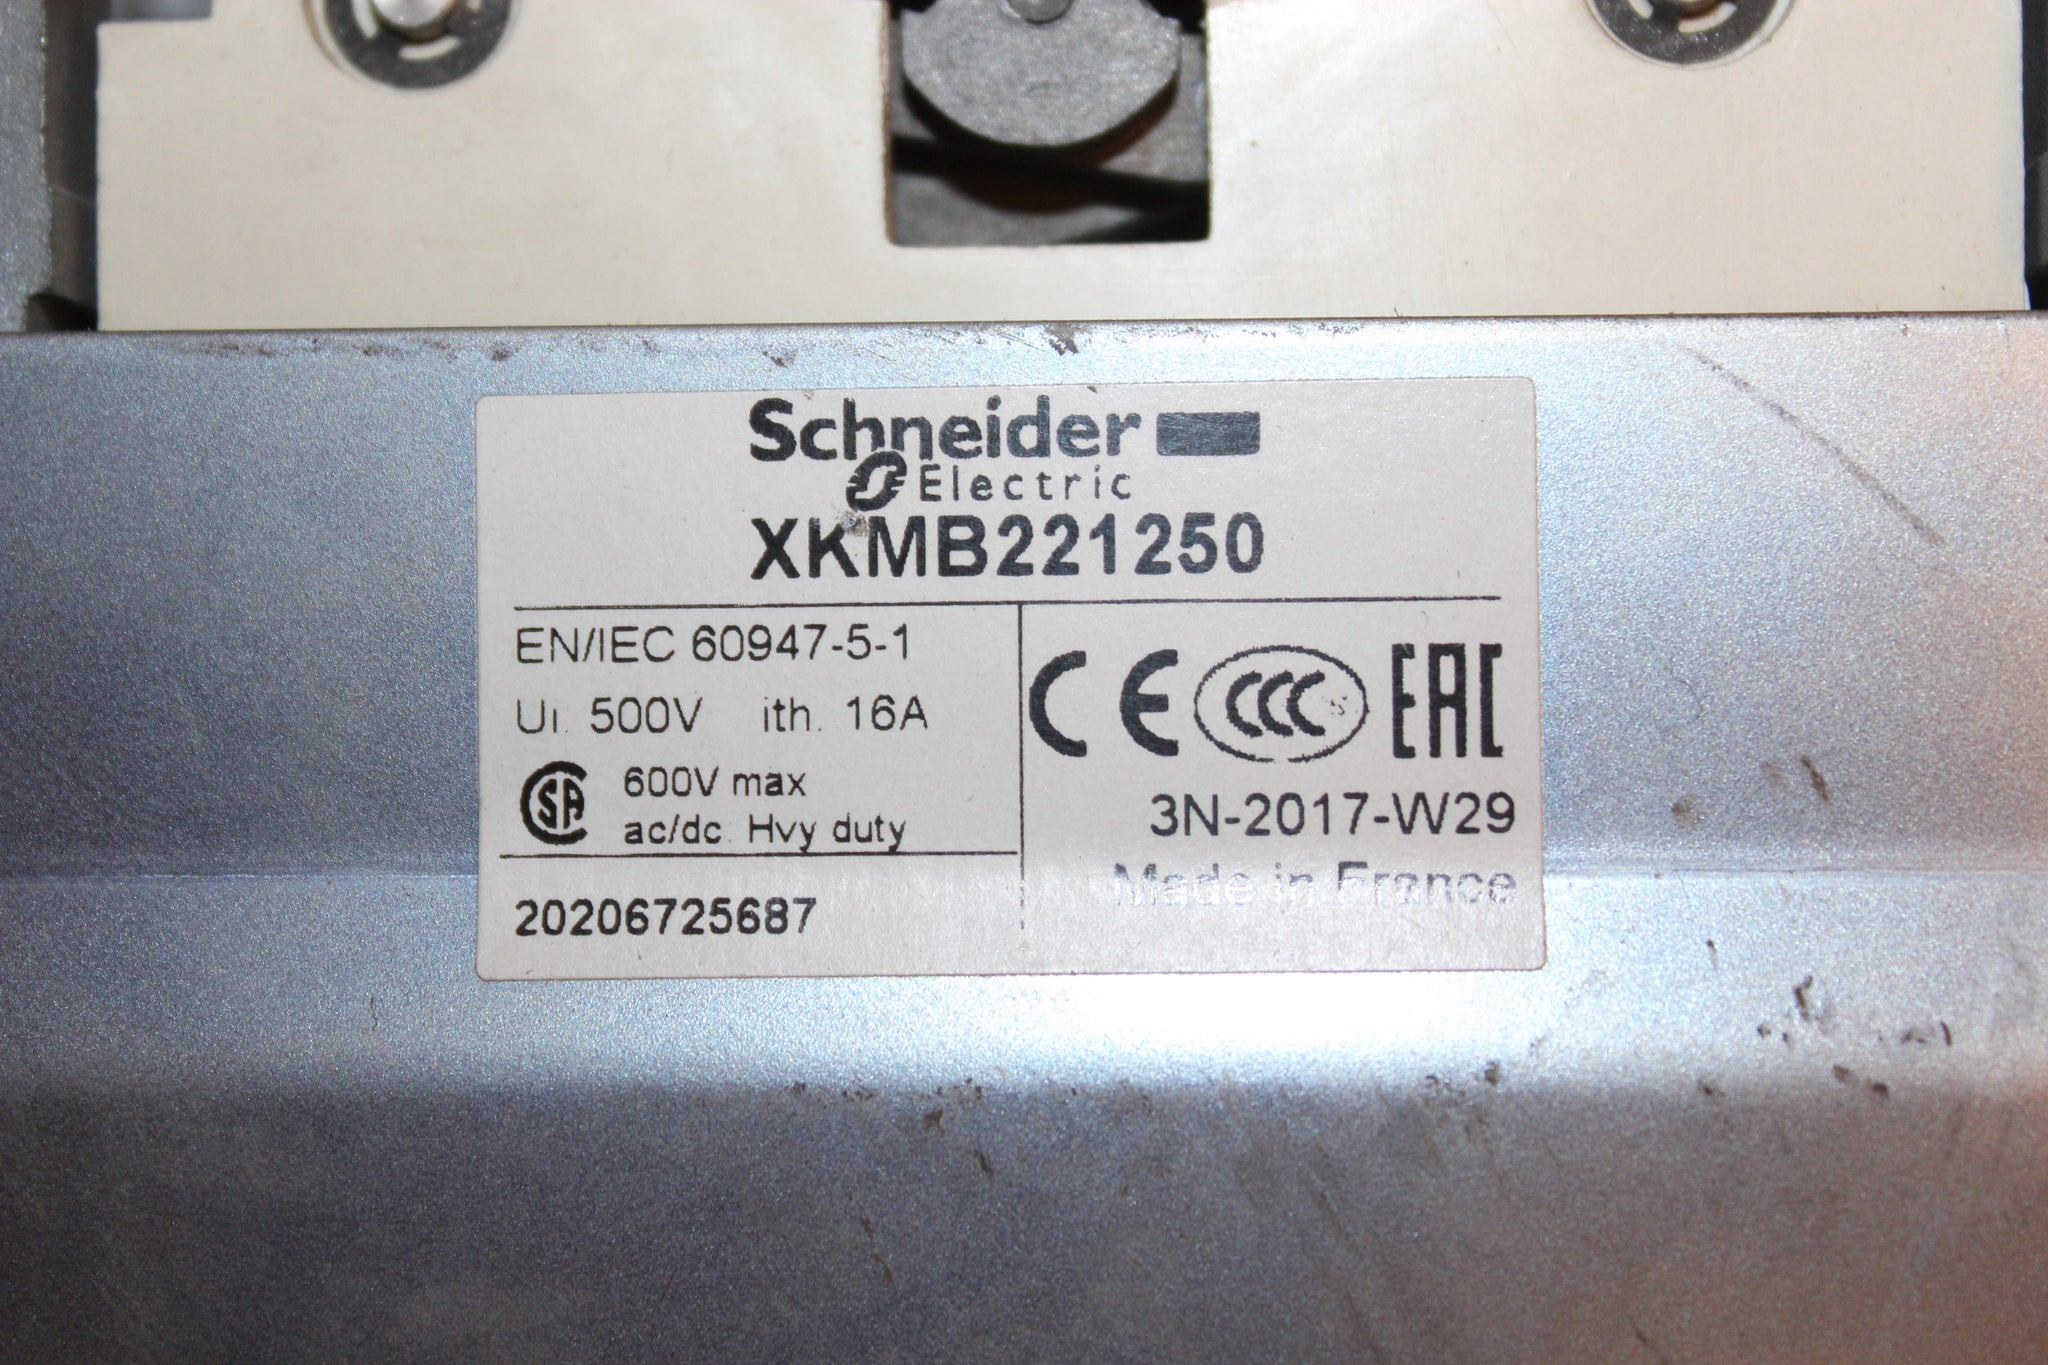 Schneider
Electric
XKMB221250
EN/IEC 60947-5-1
Ui. 500V ith. 16A
CSA 600V max
ac/dc. Hvy duty
20206725687
CE CCC S EAC
3N-2017-W29
Made in France